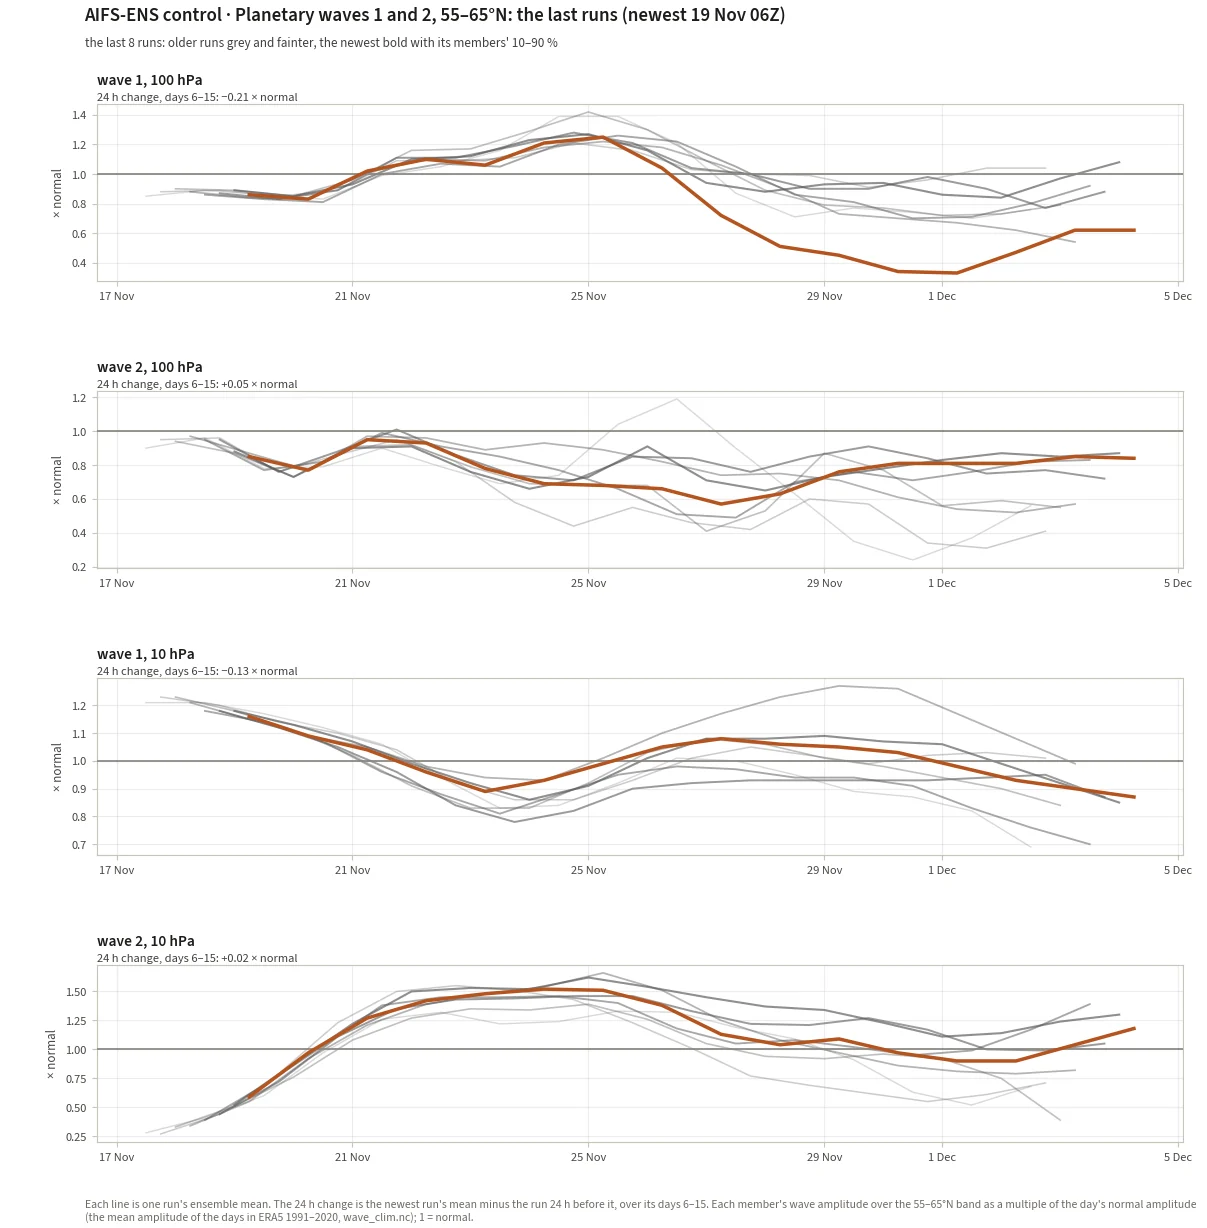 AIFS-ENS control · Planetary waves 1 and 2, 55–65°N: the last runs (newest 19 Nov 06Z)
the last 8 runs: older runs grey and fainter, the newest bold with its members' 10–90 %
wave 1, 100 hPa
24 h change, days 6–15: −0.21 × normal
1.4
1.2
1.0
0.8
0.6
0.4
× normal
17 Nov
21 Nov
25 Nov
29 Nov
1 Dec
5 Dec
wave 2, 100 hPa
24 h change, days 6–15: +0.05 × normal
1.2
1.0
0.8
0.6
0.4
0.2
× normal
17 Nov
21 Nov
25 Nov
29 Nov
1 Dec
5 Dec
wave 1, 10 hPa
24 h change, days 6–15: −0.13 × normal
1.2
1.1
1.0
0.9
0.8
0.7
× normal
17 Nov
21 Nov
25 Nov
29 Nov
1 Dec
5 Dec
wave 2, 10 hPa
24 h change, days 6–15: +0.02 × normal
1.50
1.25
1.00
0.75
0.50
0.25
× normal
17 Nov
21 Nov
25 Nov
29 Nov
1 Dec
5 Dec
Each line is one run's ensemble mean. The 24 h change is the newest run's mean minus the run 24 h before it, over its days 6–15. Each member's wave amplitude over the 55–65°N band as a multiple of the day's normal amplitude
(the mean amplitude of the days in ERA5 1991–2020, wave_clim.nc); 1 = normal.